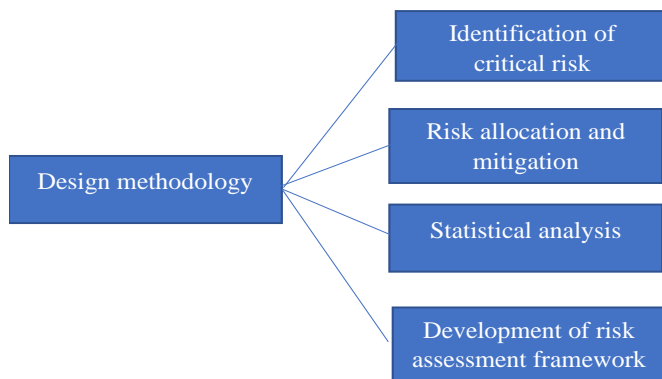 Identification of
critical risk
Risk allocation and
mitigation
Design methodology
Statistical analysis
Development of risk
assessment framework